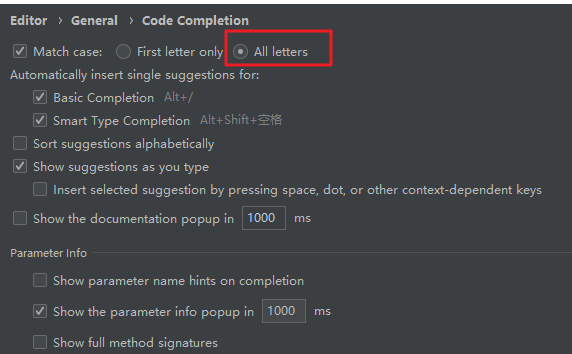 Editor › General › Code Completion
Match case: First letter only All letters
Automatically insert single suggestions for:
Basic Completion Alt+/
Smart Type Completion Alt+Shift+空格
Sort suggestions alphabetically
Show suggestions as you type
Insert selected suggestion by pressing space, dot, or other context-dependent keys
Show the documentation popup in 1000 ms
Parameter Info
Show parameter name hints on completion
Show the parameter info popup in 1000 ms
Show full method signatures